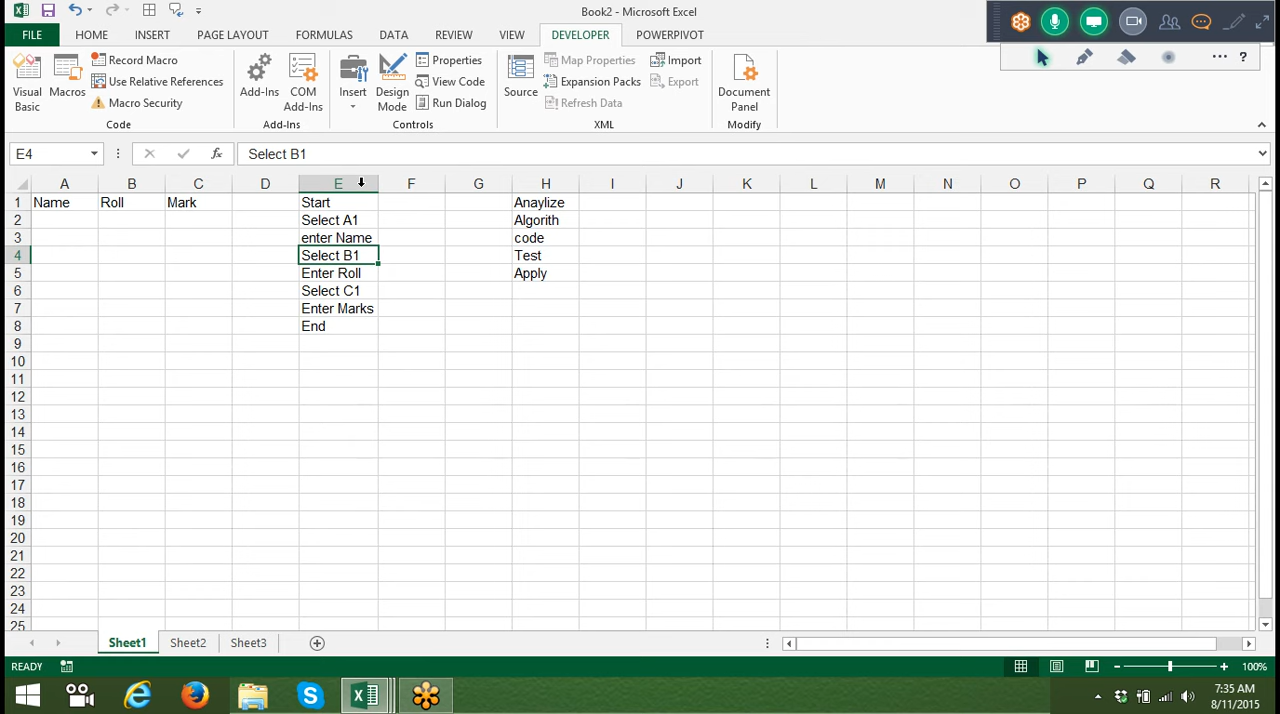 Book2 - Microsoft Excel
FILE HOME INSERT PAGE LAYOUT FORMULAS DATA REVIEW VIEW DEVELOPER POWERPIVOT
Visual Basic
Macros
Record Macro
Use Relative References
Macro Security
Code
Add-Ins
COM Add-Ins
Add-Ins
Insert
Design Mode
Properties
View Code
Run Dialog
Controls
Source
Map Properties
Expansion Packs
Refresh Data
Import
Export
XML
Document Panel
Modify
?
E4 fx Select B1
A B C D E F G H I J K L M N O P Q R
1 Name Roll Mark Start Anaylize
2 Select A1 Algorith
3 enter Name code
4 Select B1 Test
5 Enter Roll Apply
6 Select C1
7 Enter Marks
8 End
9
10
11
12
13
14
15
16
17
18
19
20
21
22
23
24
25
Sheet1 Sheet2 Sheet3
READY 100%
7:35 AM
8/11/2015